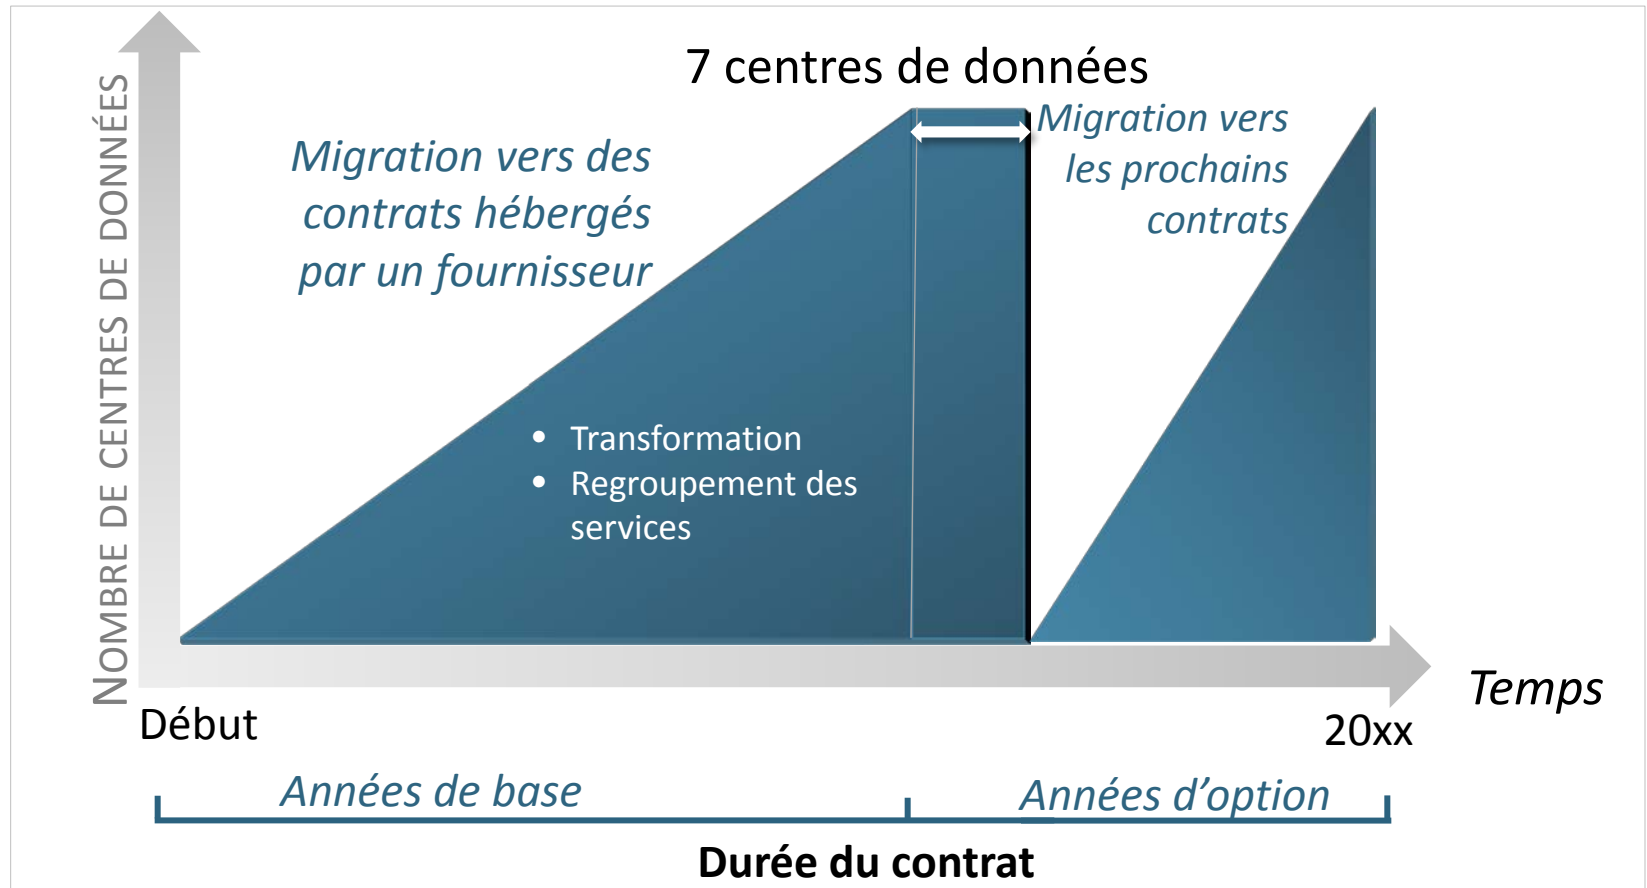 7 centres de données
NOMBRE DE CENTRES DE DONNÉES
Migration vers des
contrats hébergés
par un fournisseur
Migration vers
les prochains
contrats
• Transformation
• Regroupement des
services
Temps
Début
20xx
Années de base
Années d’option
Durée du contrat